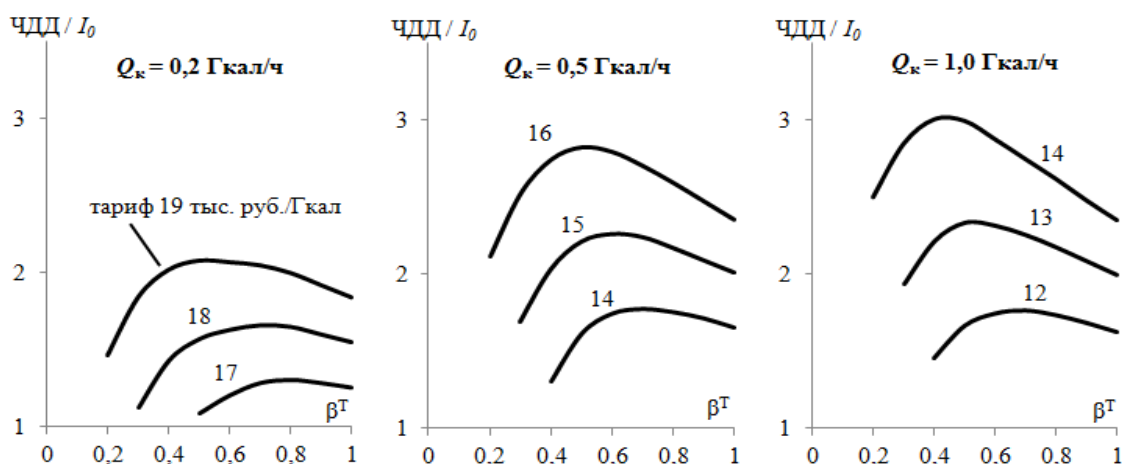 ЧДД / I₀
Qк = 0,2 Гкал/ч
3
2
1
тариф 19 тыс. руб./Гкал
18
17
βᵀ
0 0,2 0,4 0,6 0,8 1
ЧДД / I₀
Qк = 0,5 Гкал/ч
3
2
1
16
15
14
βᵀ
0 0,2 0,4 0,6 0,8 1
ЧДД / I₀
Qк = 1,0 Гкал/ч
3
2
1
14
13
12
βᵀ
0 0,2 0,4 0,6 0,8 1